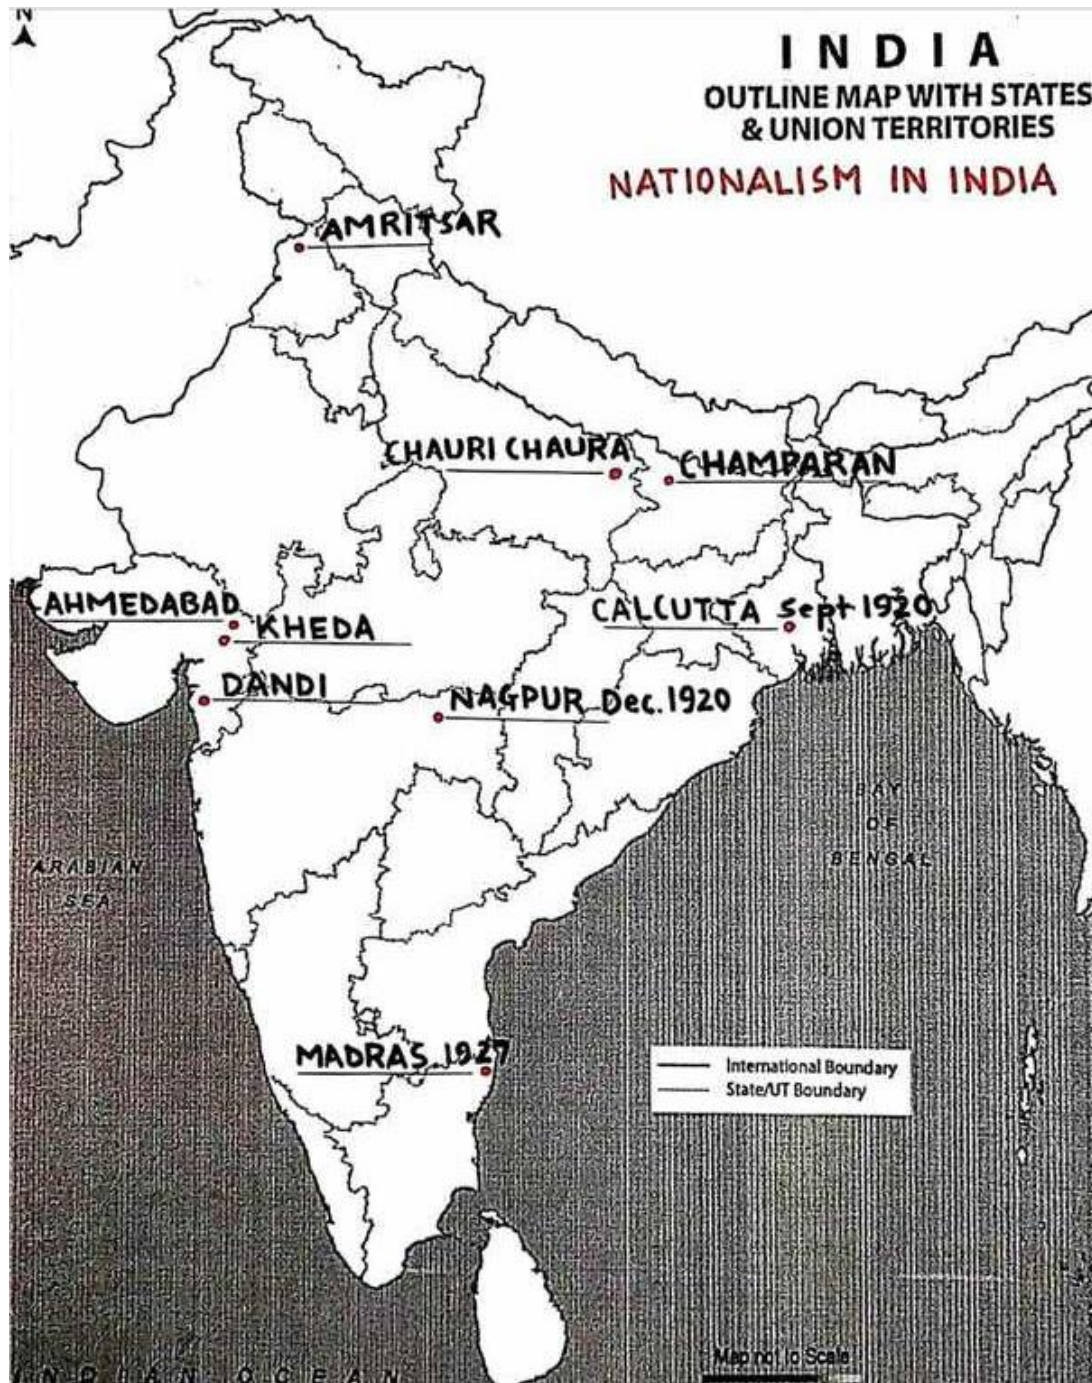 N
INDIA
OUTLINE MAP WITH STATES
& UNION TERRITORIES
NATIONALISM IN INDIA
AMRITSAR
CHAURI CHAURA
CHAMPARAN
AHMEDABAD
KHEDA
CALCUTTA Sept 1920
DANDI
NAGPUR Dec. 1920
BAY
OF
BENGAL
ARABIAN
SEA
MADRAS. 1927
International Boundary
State/UT Boundary
Map not to Scale
INDIAN OCEAN